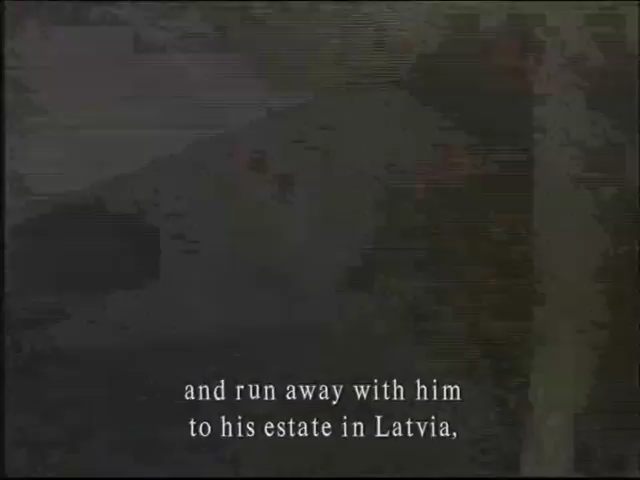 and run away with him
to his estate in Latvia,